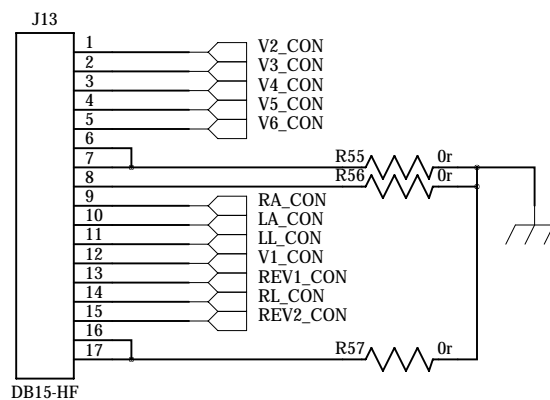 J13
1 V2_CON
2 V3_CON
3 V4_CON
4 V5_CON
5 V6_CON
6
7 R55 0r
8 R56 0r
9 RA_CON
10 LA_CON
11 LL_CON
12 V1_CON
13 REV1_CON
14 RL_CON
15 REV2_CON
16
17 R57 0r
DB15-HF